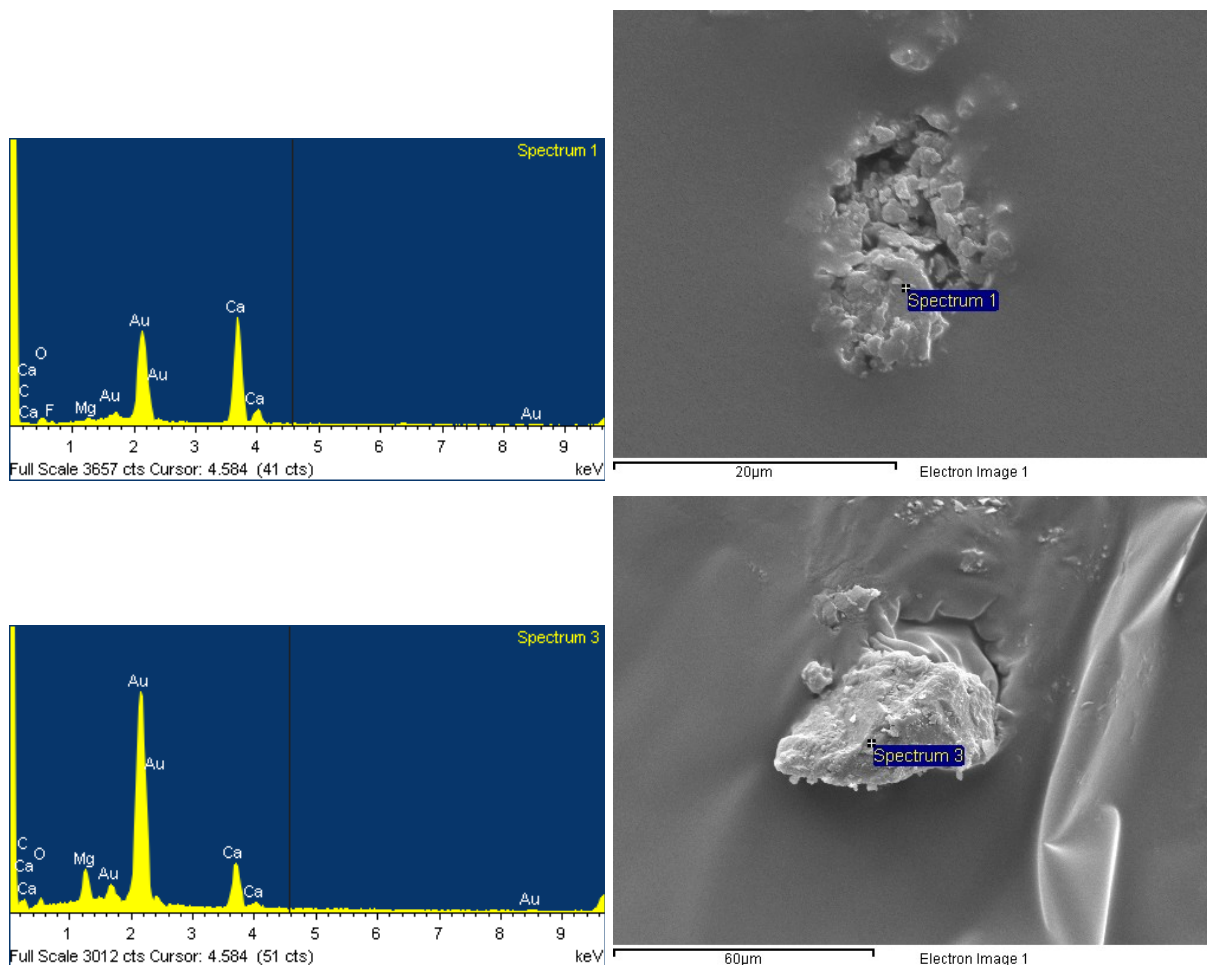 Spectrum 1
Au
Ca
O
Ca
Au
C
Au
Mg
Ca
Au
Ca
F
1 2 3 4 5 6 7 8 9
Full Scale 3657 cts Cursor: 4.584 (41 cts) keV
Spectrum 1
20µm Electron Image 1
Spectrum 3
Au
Au
C
O
Ca
Mg
Au
Ca
Ca
Ca
Au
1 2 3 4 5 6 7 8 9
Full Scale 3012 cts Cursor: 4.584 (51 cts) keV
Spectrum 3
60µm Electron Image 1